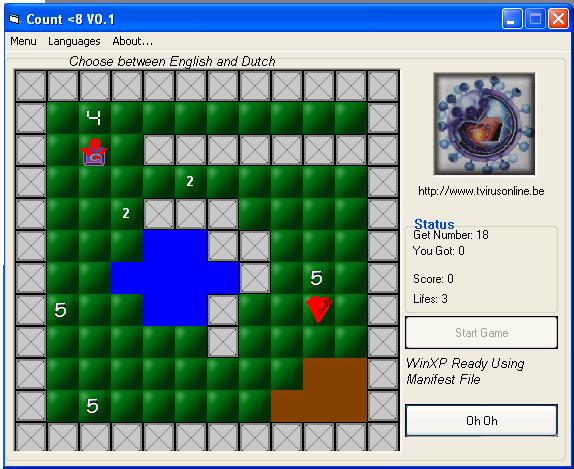 Count <8 V0.1
Menu Languages About...
Choose between English and Dutch
4
2
2
5
5
5
http://www.tvirusonline.be
Status
Get Number: 18
You Got: 0
Score: 0
Lifes: 3
Start Game
WinXP Ready Using
Manifest File
Oh Oh